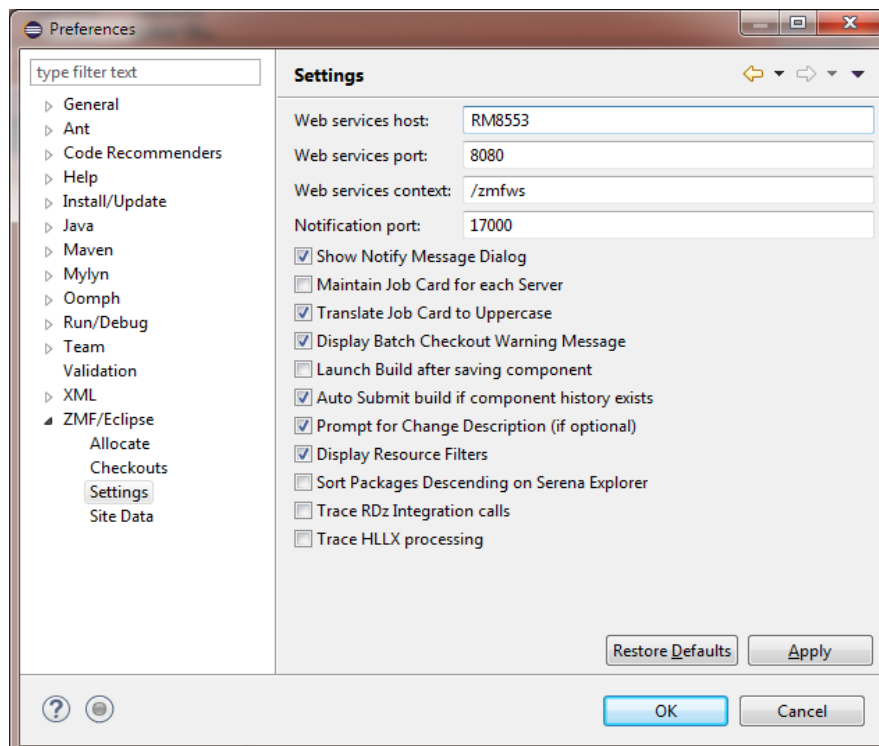 Preferences
type filter text
General
Ant
Code Recommenders
Help
Install/Update
Java
Maven
Mylyn
Oomph
Run/Debug
Team
Validation
XML
ZMF/Eclipse
Allocate
Checkouts
Settings
Site Data
Settings
Web services host: RM8553
Web services port: 8080
Web services context: /zmfws
Notification port: 17000
Show Notify Message Dialog
Maintain Job Card for each Server
Translate Job Card to Uppercase
Display Batch Checkout Warning Message
Launch Build after saving component
Auto Submit build if component history exists
Prompt for Change Description (if optional)
Display Resource Filters
Sort Packages Descending on Serena Explorer
Trace RDz Integration calls
Trace HLLX processing
Restore Defaults Apply
OK Cancel